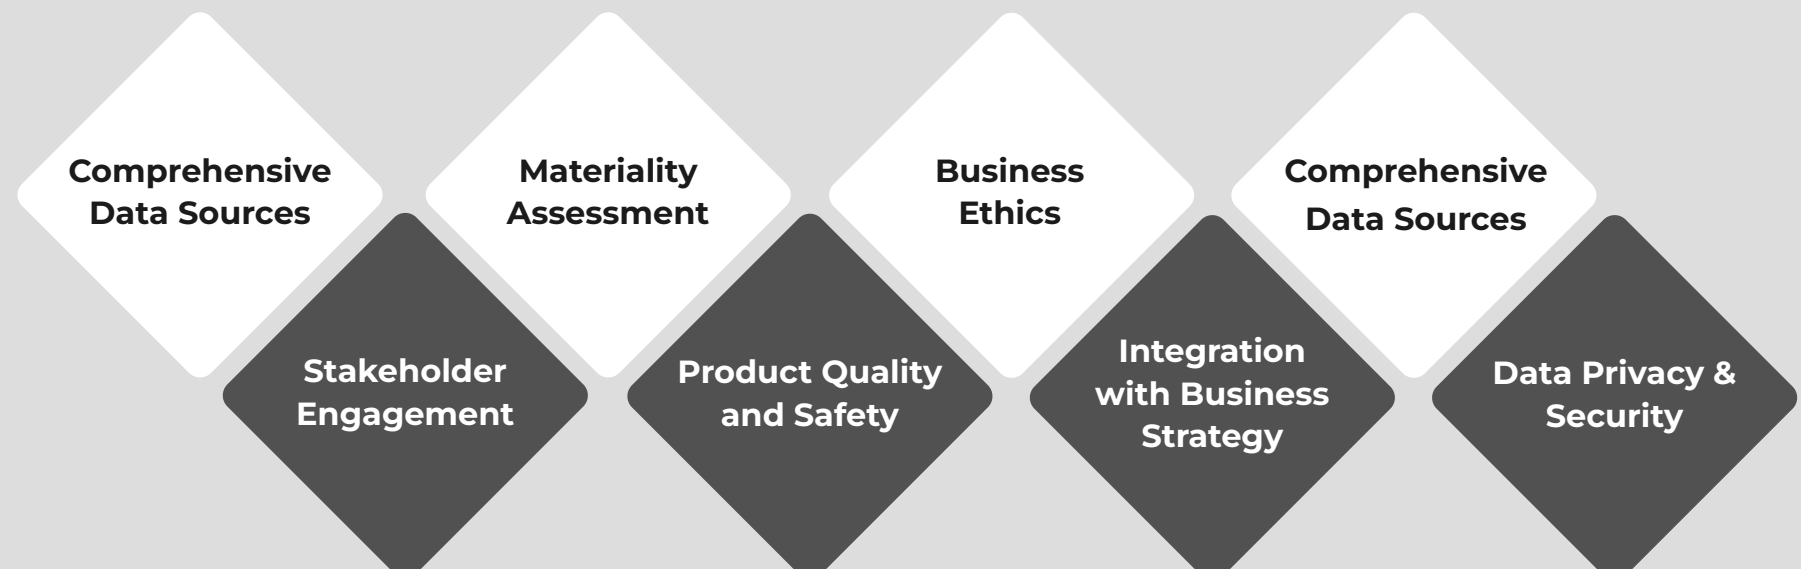 Comprehensive
Data Sources
Stakeholder
Engagement
Materiality
Assessment
Product Quality
and Safety
Business
Ethics
Integration
with Business
Strategy
Comprehensive
Data Sources
Data Privacy &
Security